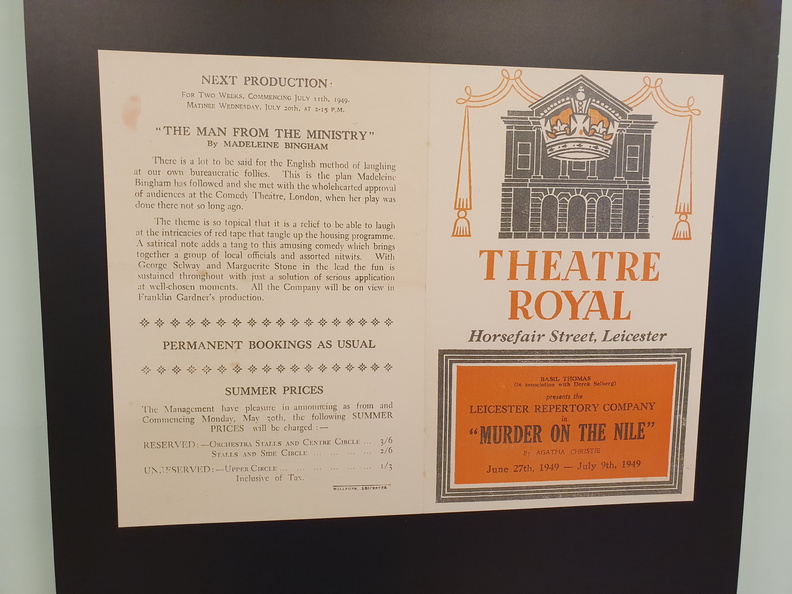 NEXT PRODUCTION
For Two Weeks, Commencing July 11th, 1949.
Matinee Wednesday, July 20th, at 2-15 p.m.
"THE MAN FROM THE MINISTRY"
By MADELEINE BINGHAM
There is a lot to be said for the English method of laughing
at our own bureaucratic follies. This is the plan Madeleine
Bingham has followed and she met with the wholehearted approval
of audiences at the Comedy Theatre, London, when her play was
done there not so long ago.
The theme is so topical that it is a relief to be able to laugh
at the intricacies of red tape that tangle up the housing programme.
A satirical note adds a tang to this amusing comedy which brings
together a group of local officials and assorted nitwits. With
George Selway and Marguerite Stone in the lead the fun is
sustained throughout with just a solution of serious application
at well-chosen moments. All the Company will be on view in
Franklin Gardner's production.
PERMANENT BOOKINGS AS USUAL
SUMMER PRICES
The Management have pleasure in announcing as from and
Commencing Monday, May 30th, the following SUMMER
PRICES will be charged :—
RESERVED:—Orchestra Stalls and Centre Circle ... 3/6
Stalls and Side Circle ... ... ... ... 2/6
UNRESERVED:—Upper Circle ... ... ... ... ... 1/3
Inclusive of Tax.
THEATRE
ROYAL
Horsefair Street, Leicester
BASIL THOMAS
(in association with Derek Salberg)
presents the
LEICESTER REPERTORY COMPANY
in
"MURDER ON THE NILE"
By AGATHA CHRISTIE
June 27th, 1949 — July 9th, 1949